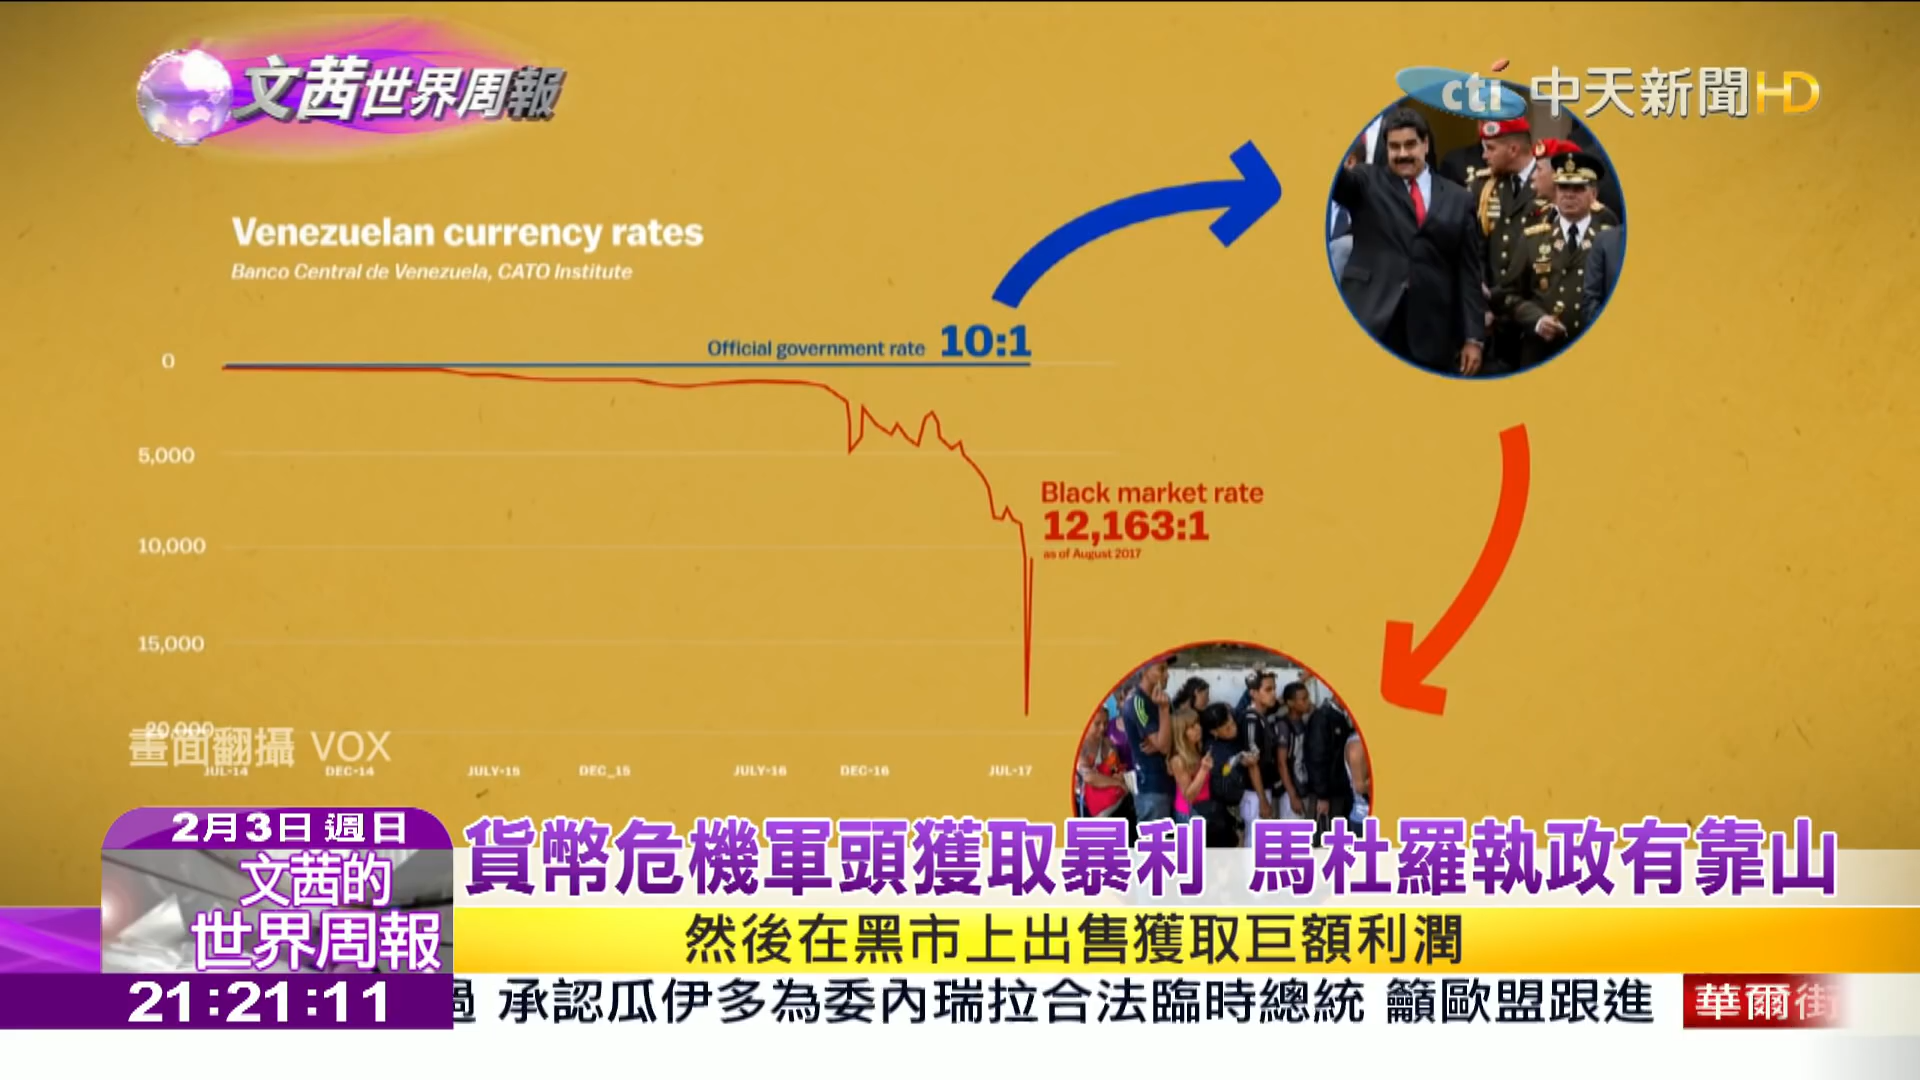 文茜世界周報
cti 中天新聞HD
Venezuelan currency rates
Banco Central de Venezuela, CATO Institute
Official government rate 10:1
0
5,000
10,000
15,000
20,000
Black market rate
12,163:1
as of August 2017
畫面翻攝 VOX
JUL-14 DEC-14 JULY-15 DEC_15 JULY-16 DEC-16 JUL-17
2月3日 週日
文茜的
世界周報
貨幣危機軍頭獲取暴利 馬杜羅執政有靠山
然後在黑市上出售獲取巨額利潤
21:21:11
過 承認瓜伊多為委內瑞拉合法臨時總統 籲歐盟跟進
華爾街